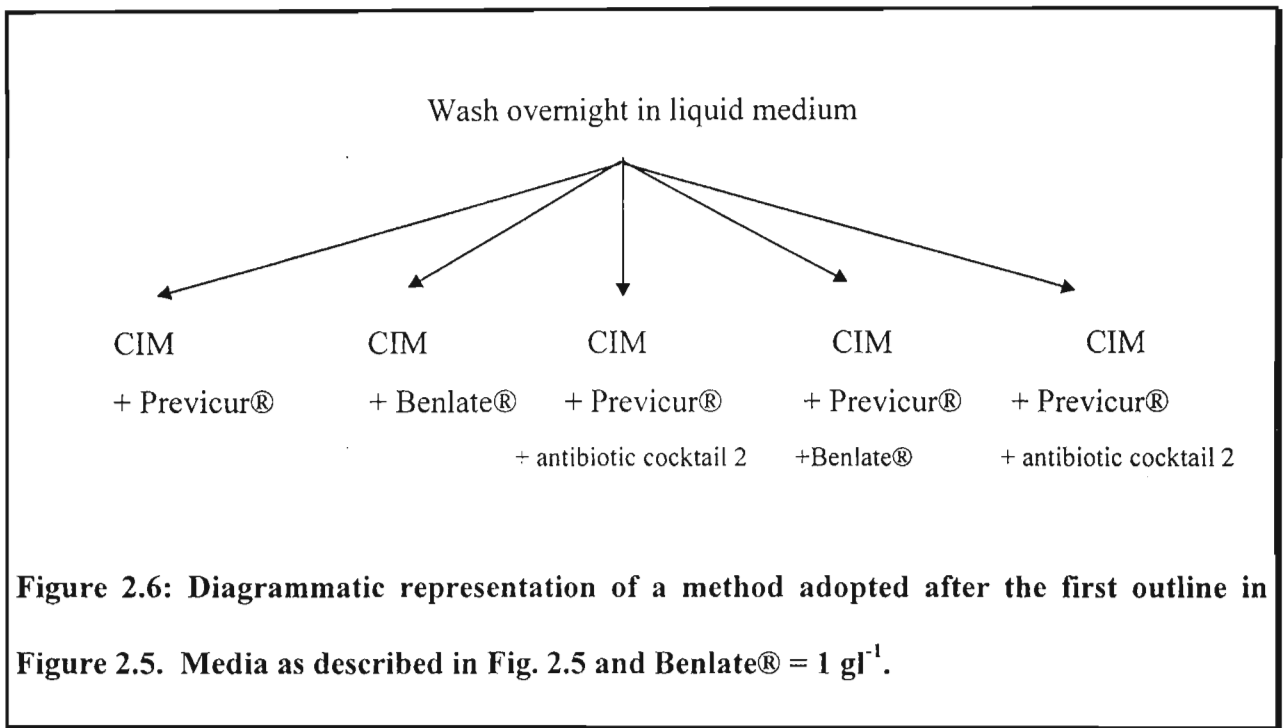 Wash overnight in liquid medium
CIM CIM CIM CIM CIM
+ Previcur® + Benlate® + Previcur® + Previcur® + Previcur®
+ antibiotic cocktail 2 +Benlate® + antibiotic cocktail 2
Figure 2.6: Diagrammatic representation of a method adopted after the first outline in
Figure 2.5. Media as described in Fig. 2.5 and Benlate® = 1 gl⁻¹.